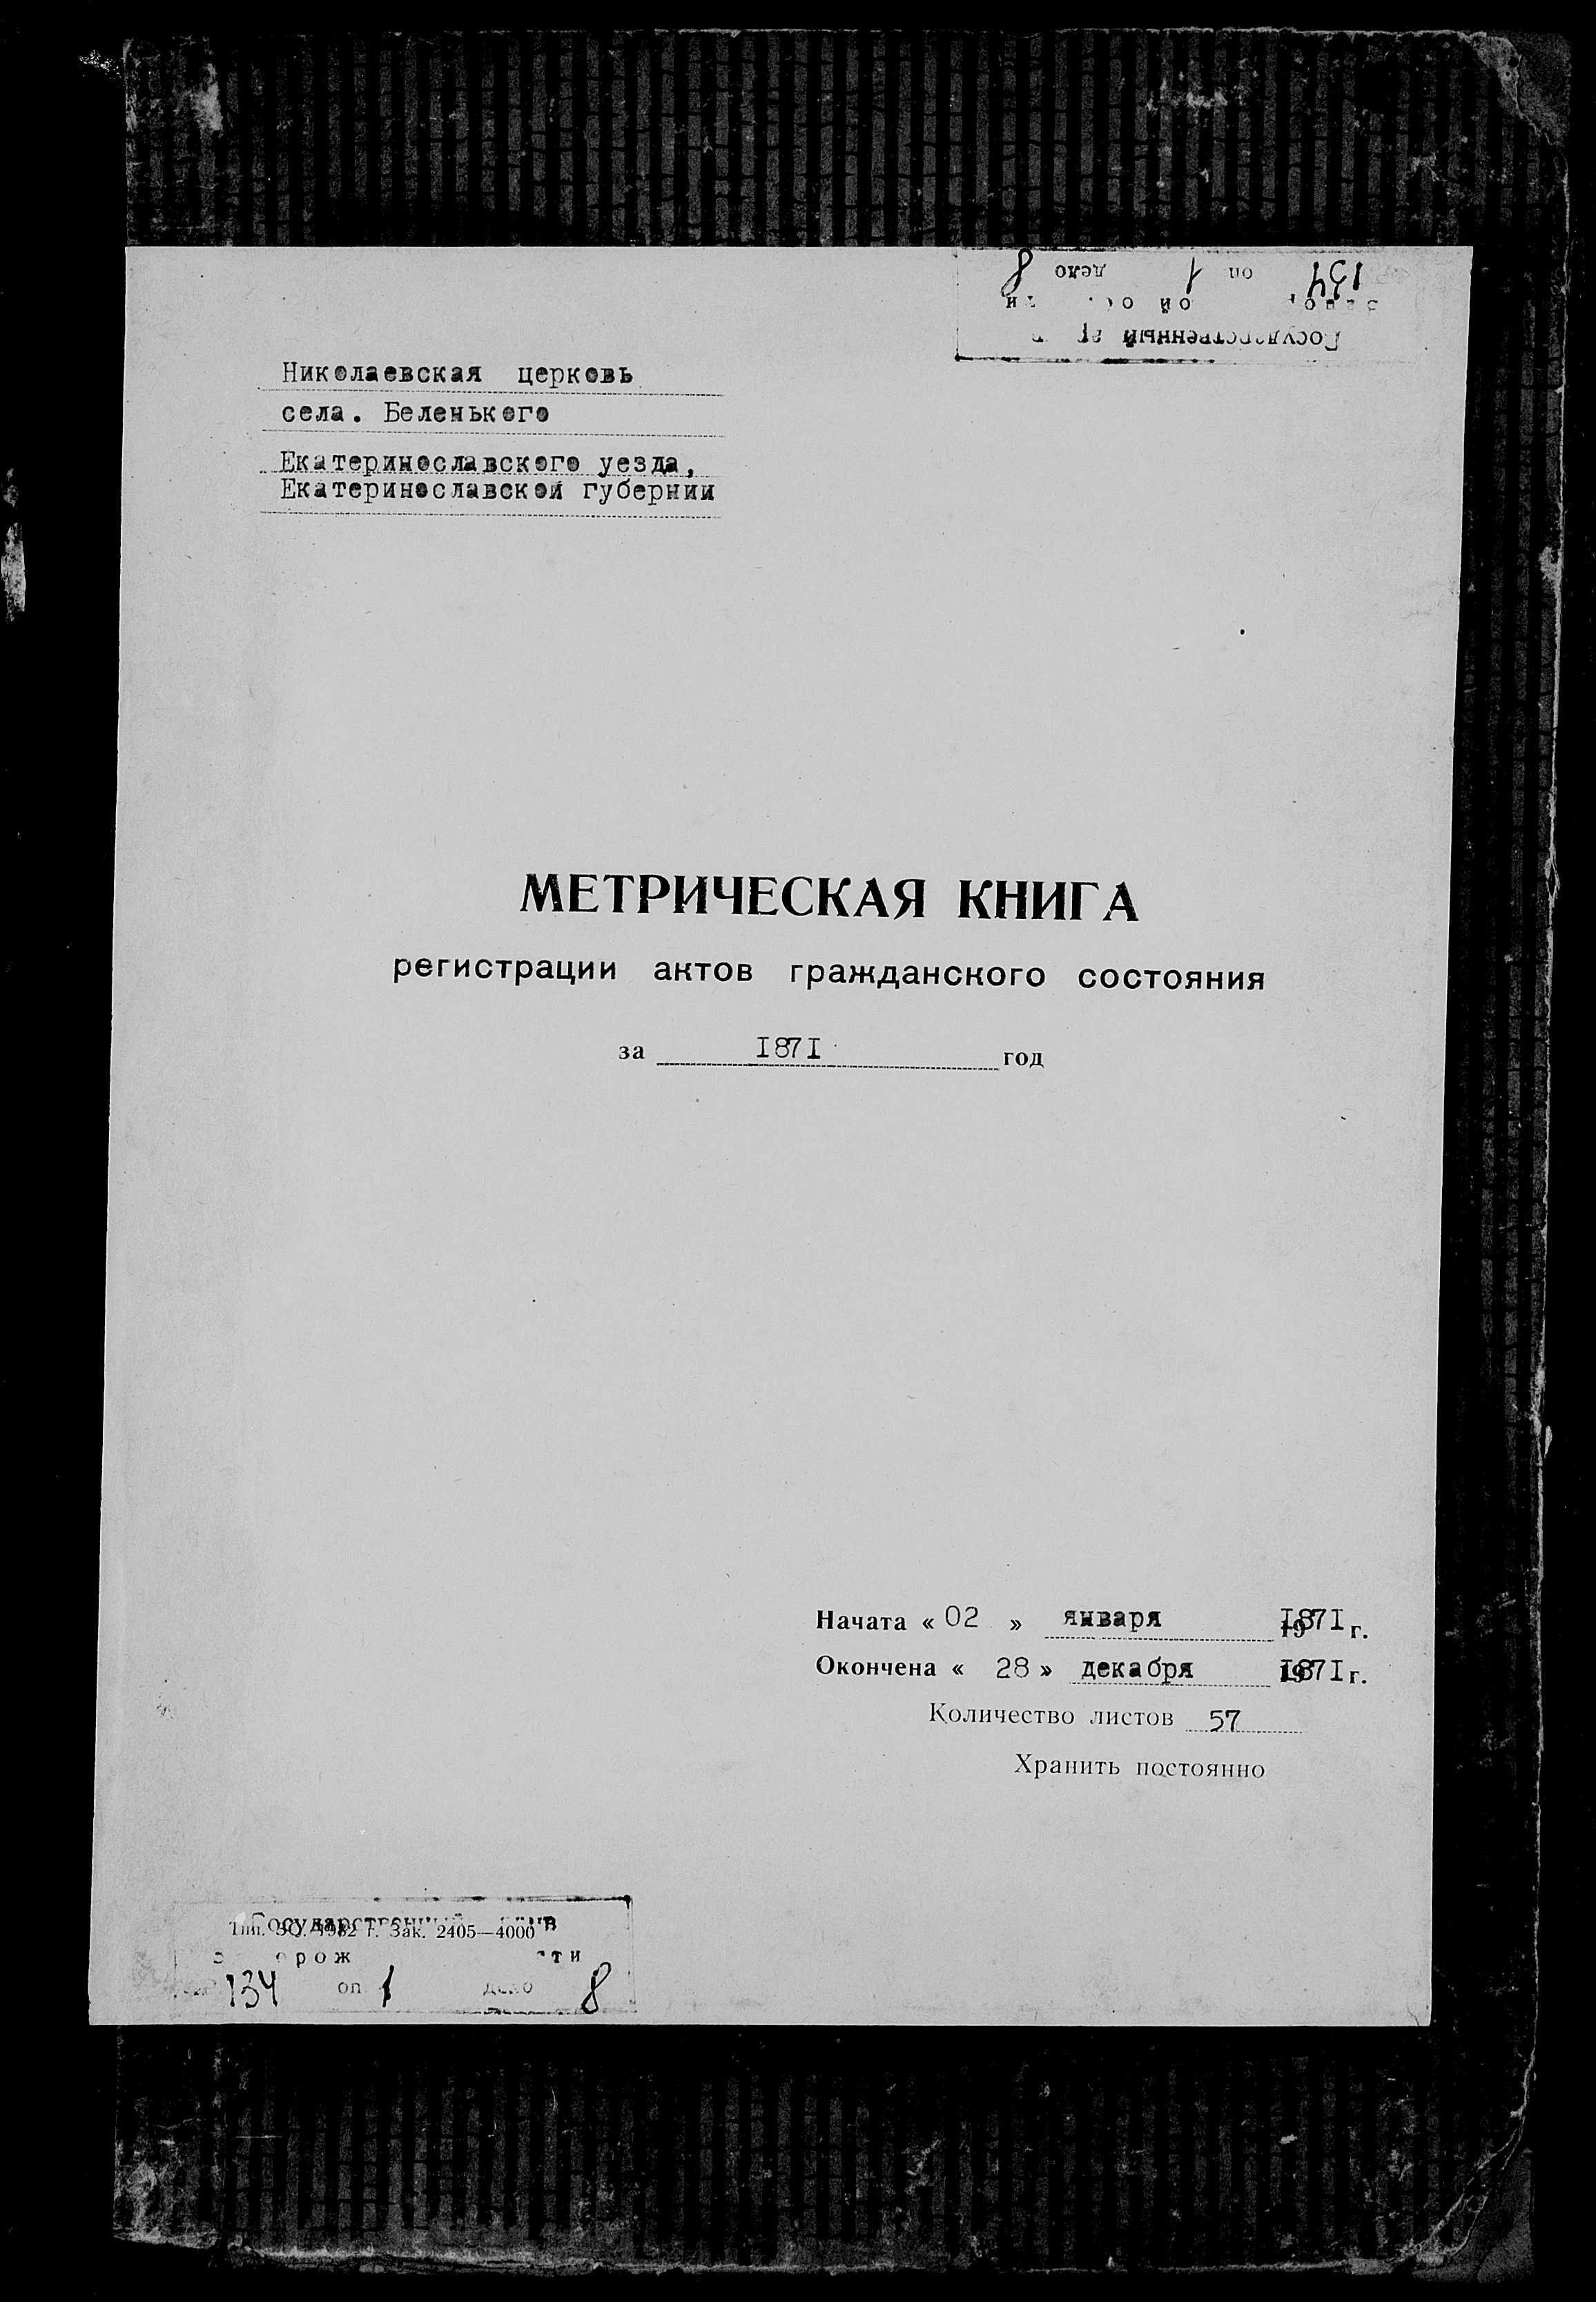 134 оп 1 дело 8
Государственный
Николаевская церковь
села. Беленького
Екатеринославского уезда,
Екатеринославской губернии
МЕТРИЧЕСКАЯ КНИГА
регистрации актов гражданского состояния
за 1871 год
Начата « 02 » января 1871 г.
Окончена « 28 » декабря 1871 г.
Количество листов 57
Хранить постоянно
Государственный
Тип. ЗО. 1982 г. Зак. 2405—4000
134 оп 1 дело 8